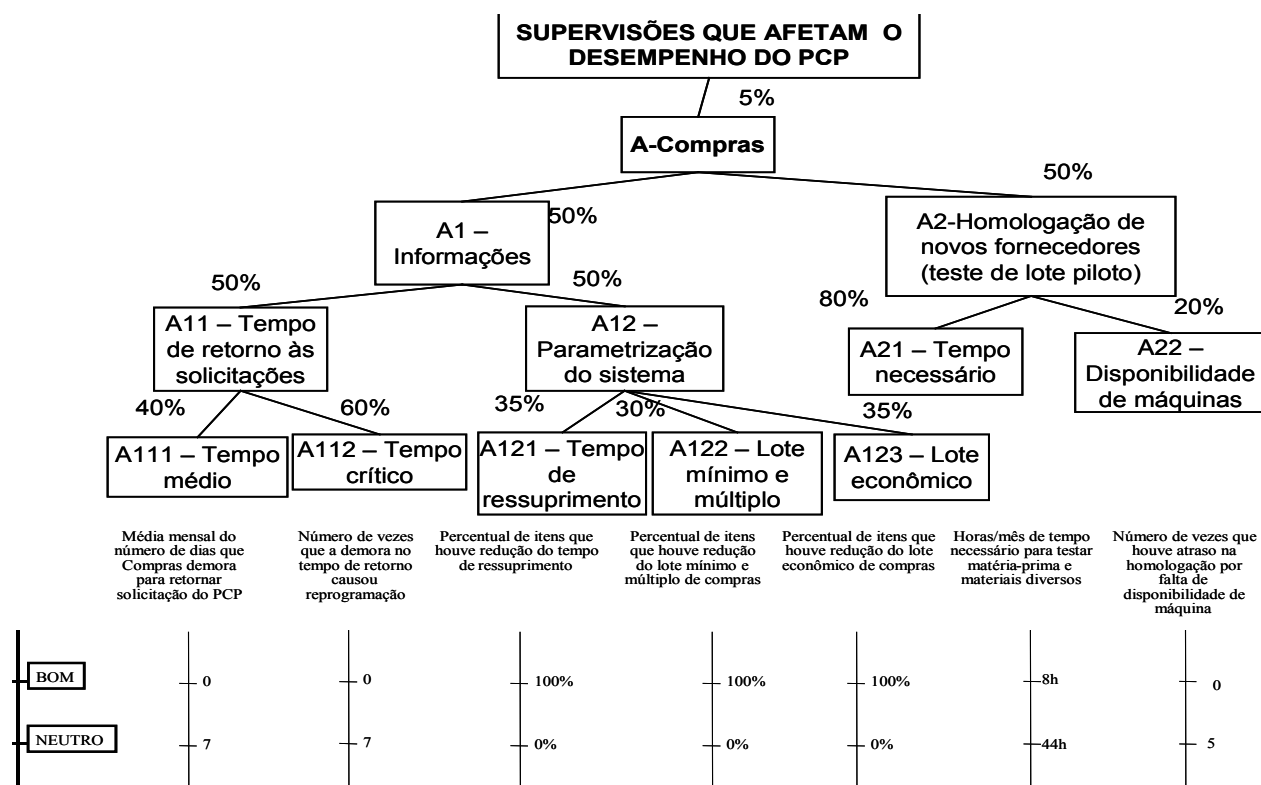 SUPERVISÕES QUE AFETAM O
DESEMPENHO DO PCP
5%
A-Compras
50%
50%
A1 –
Informações
A2-Homologação de
novos fornecedores
(teste de lote piloto)
50%
50%
80%
20%
A11 – Tempo
de retorno às
solicitações
A12 –
Parametrização
do sistema
A21 – Tempo
necessário
A22 –
Disponibilidade
de máquinas
40%
60%
35%
30%
35%
A111 – Tempo
médio
A112 – Tempo
crítico
A121 – Tempo
de
ressuprimento
A122 – Lote
mínimo e
múltiplo
A123 – Lote
econômico
Média mensal do
número de dias que
Compras demora
para retornar
solicitação do PCP
Número de vezes
que a demora no
tempo de retorno
causou
reprogramação
Percentual de itens que
houve redução do tempo
de ressuprimento
Percentual de itens
que houve redução
do lote mínimo e
múltiplo de compras
Percentual de itens que
houve redução do lote
econômico de compras
Horas/mês de tempo
necessário para testar
matéria-prima e
materiais diversos
Número de vezes que
houve atraso na
homologação por
falta de
disponibilidade de
máquina
BOM
0
0
100%
100%
100%
8h
0
NEUTRO
7
7
0%
0%
0%
44h
5